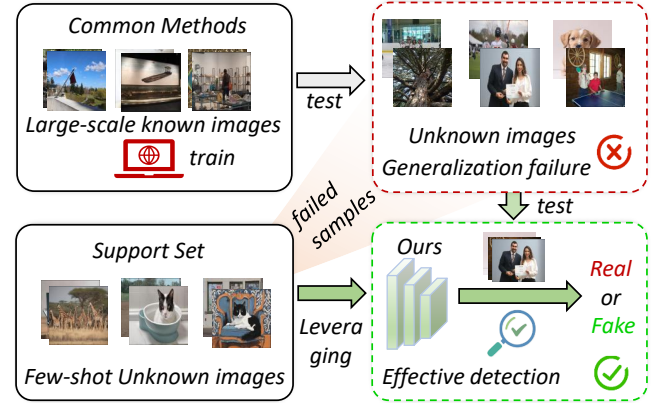 Common Methods
Large-scale known images
train
test
Unknown images
Generalization failure
failed
samples
test
Support Set
Few-shot Unknown images
Levera
ging
Ours
Real
or
Fake
Effective detection